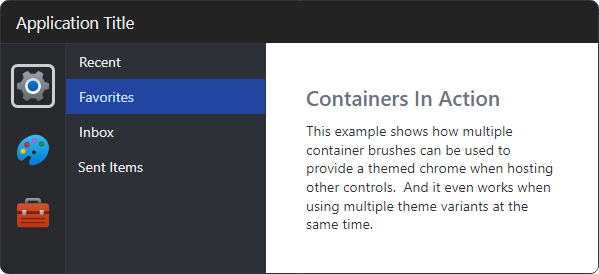 Application Title
Recent
Favorites
Inbox
Sent Items
Containers In Action
This example shows how multiple
container brushes can be used to
provide a themed chrome when hosting
other controls.  And it even works when
using multiple theme variants at the
same time.